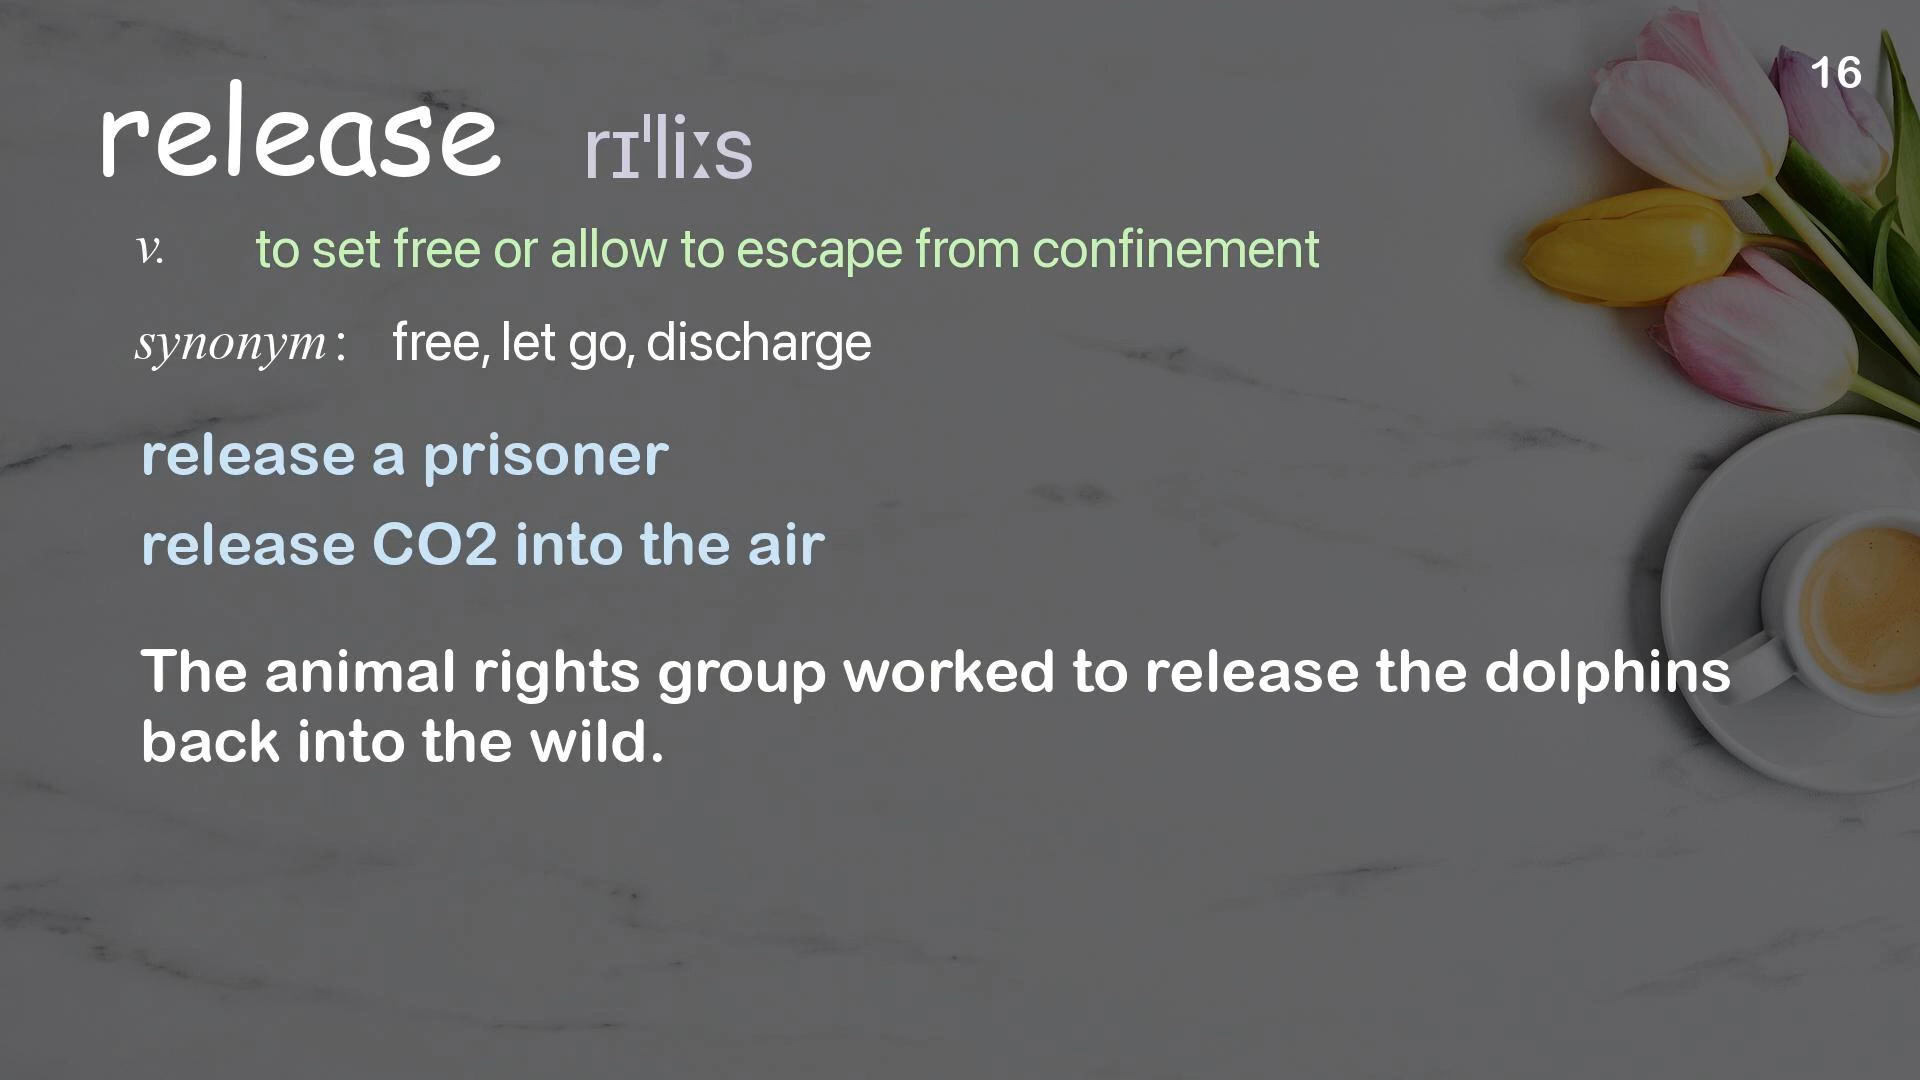 16
release rɪˈliːs
v. to set free or allow to escape from confinement
synonym: free, let go, discharge
release a prisoner
release CO2 into the air
The animal rights group worked to release the dolphins
back into the wild.